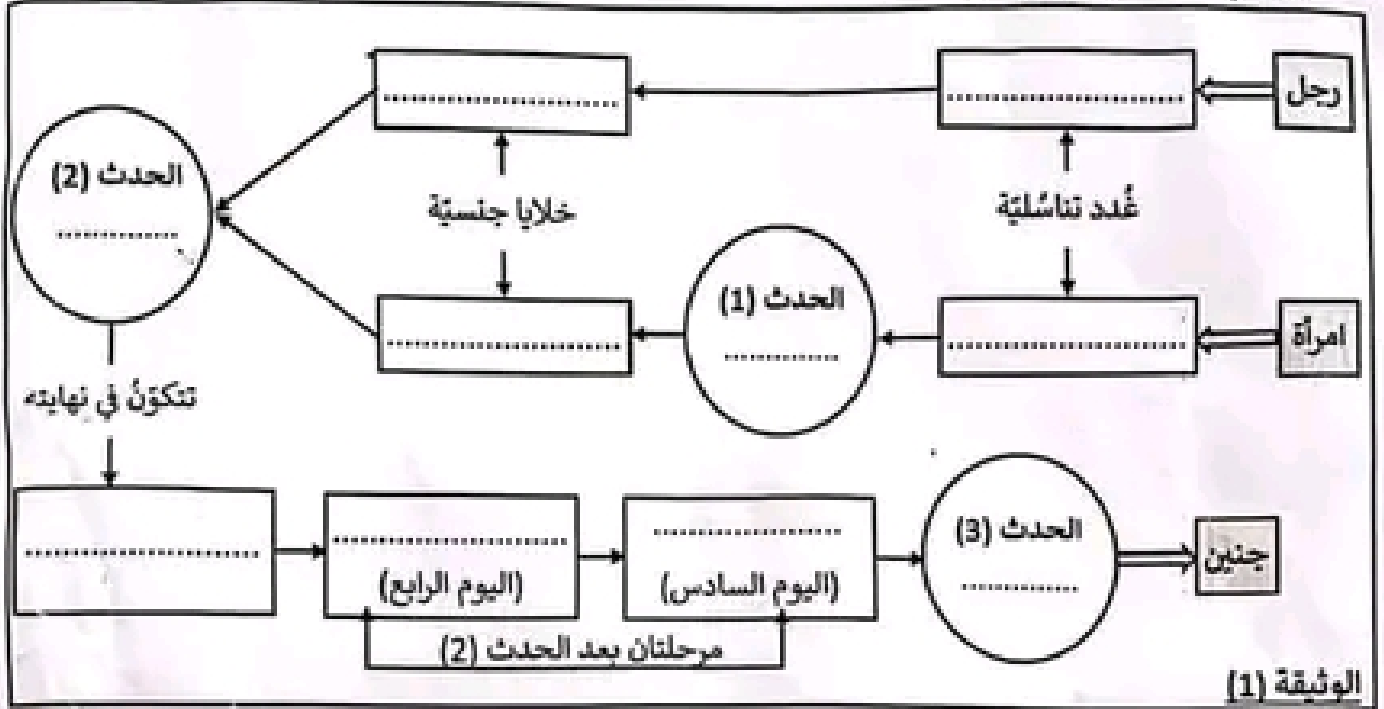 رجل
..............................
..............................
الحدث (2)
................
خلايا جنسيّة
غُدد تناسُليّة
الحدث (1)
...............
امرأة
..............................
..............................
تتكوّنُ في نهايته
الحدث (3)
...............
جنين
..............................
(اليوم السادس)
..............................
(اليوم الرابع)
..............................
مرحلتان بعد الحدث (2)
الوثيقة (1)